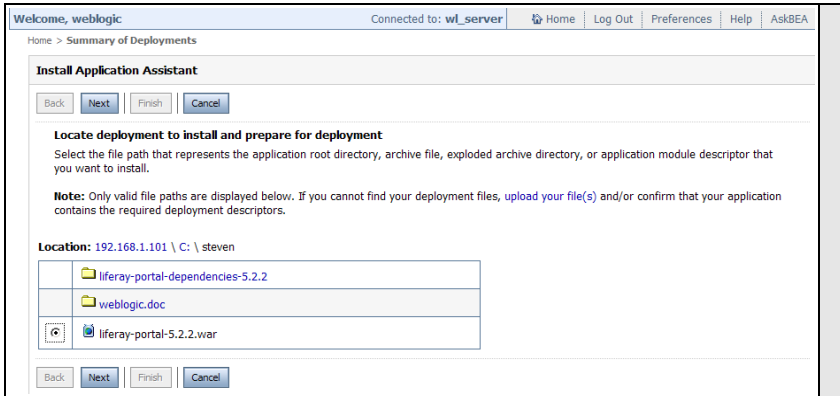 Welcome, weblogic Connected to: wl_server Home Log Out Preferences Help AskBEA
Home > Summary of Deployments
Install Application Assistant
Back Next Finish Cancel
Locate deployment to install and prepare for deployment
Select the file path that represents the application root directory, archive file, exploded archive directory, or application module descriptor that
you want to install.
Note: Only valid file paths are displayed below. If you cannot find your deployment files, upload your file(s) and/or confirm that your application
contains the required deployment descriptors.
Location: 192.168.1.101 \ C: \ steven
liferay-portal-dependencies-5.2.2
weblogic.doc
liferay-portal-5.2.2.war
Back Next Finish Cancel